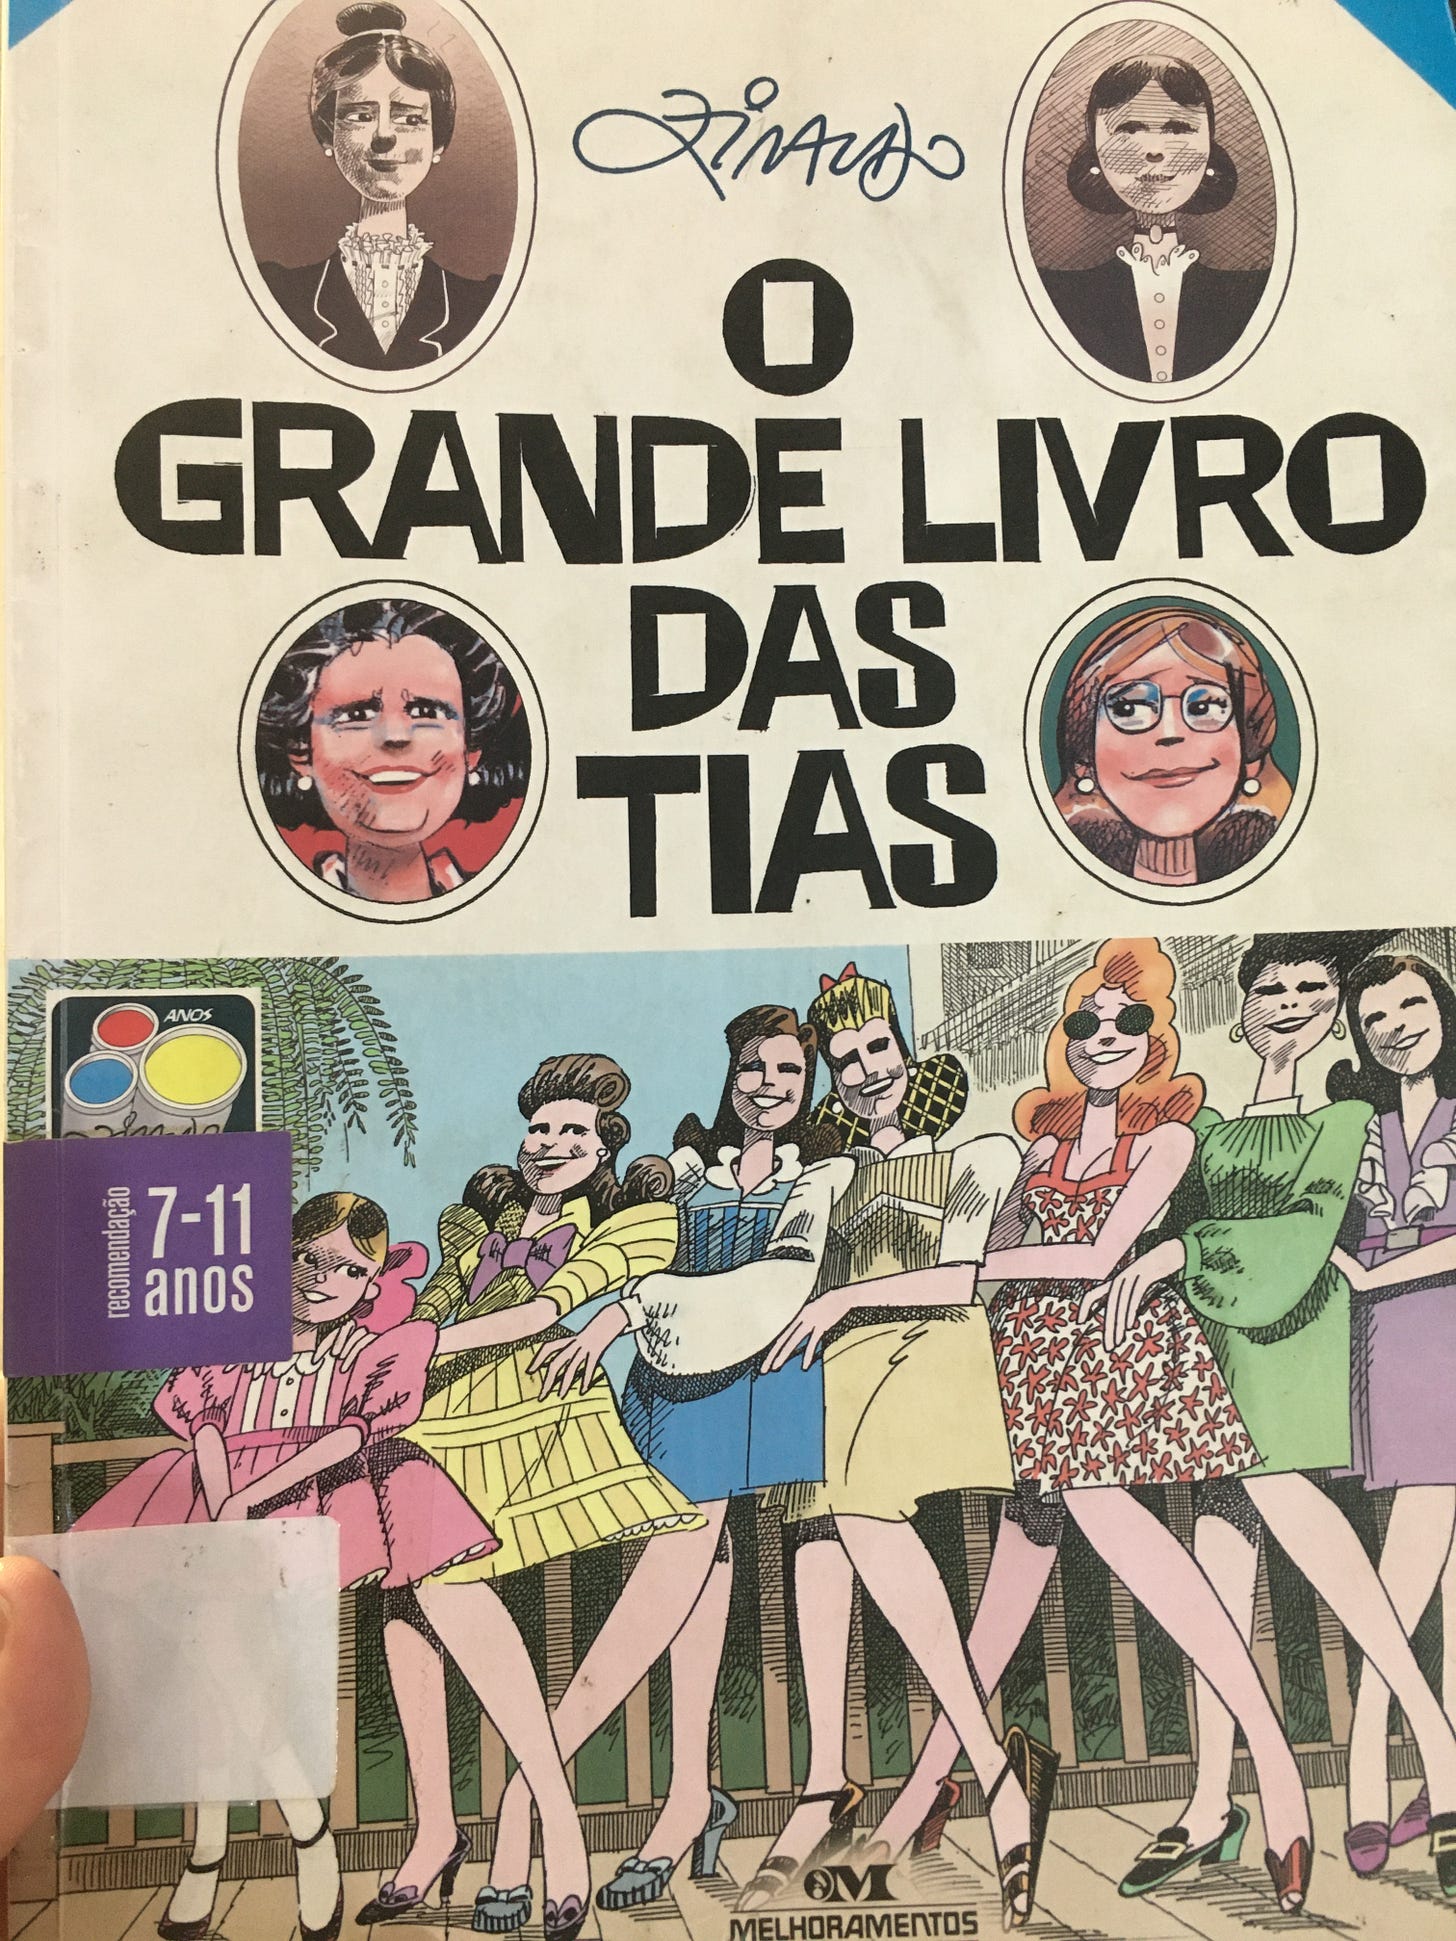 ZIRALDO
O
GRANDE LIVRO
DAS
TIAS
ANOS
recomendação
7-11
anos
MELHORAMENTOS